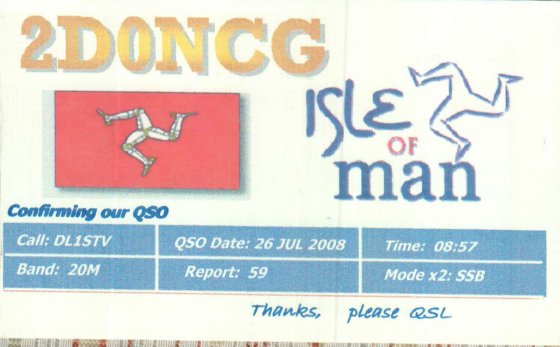 2D0NCG
ISLE
OF
man
Confirming our QSO
Call: DL1STV QSO Date: 26 JUL 2008 Time: 08:57
Band: 20M Report: 59 Mode x2: SSB
Thanks, please QSL